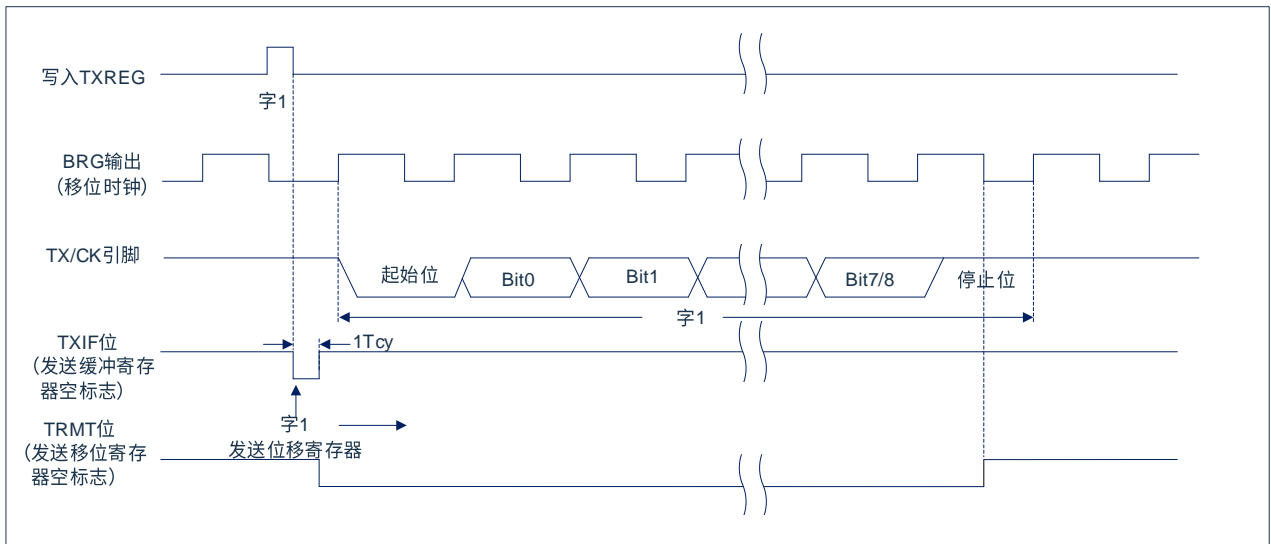 写入TXREG
字1
BRG输出
(移位时钟)
TX/CK引脚
起始位
Bit0
Bit1
Bit7/8
停止位
字1
TXIF位
(发送缓冲寄存
器空标志)
1Tcy
字1
发送位移寄存器
TRMT位
(发送移位寄存
器空标志)